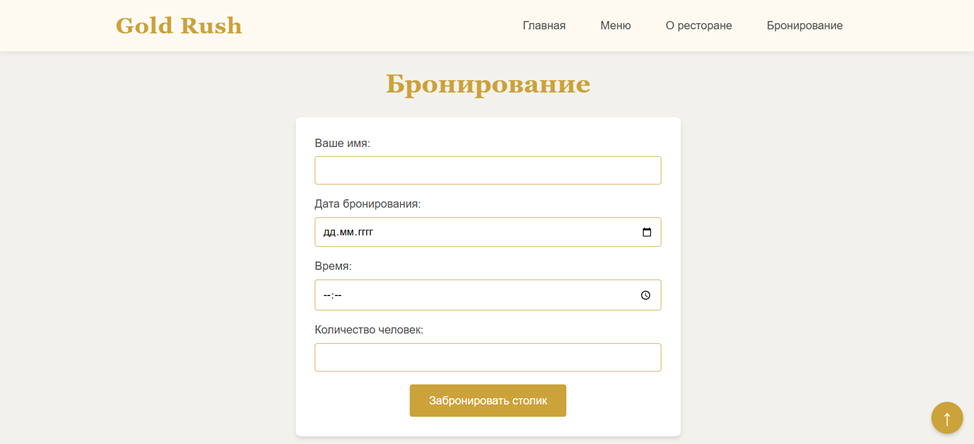 Gold Rush
Главная Меню О ресторане Бронирование
Бронирование
Ваше имя:
Дата бронирования:
дд.мм.гггг
Время:
--:--
Количество человек:
Забронировать столик
↑